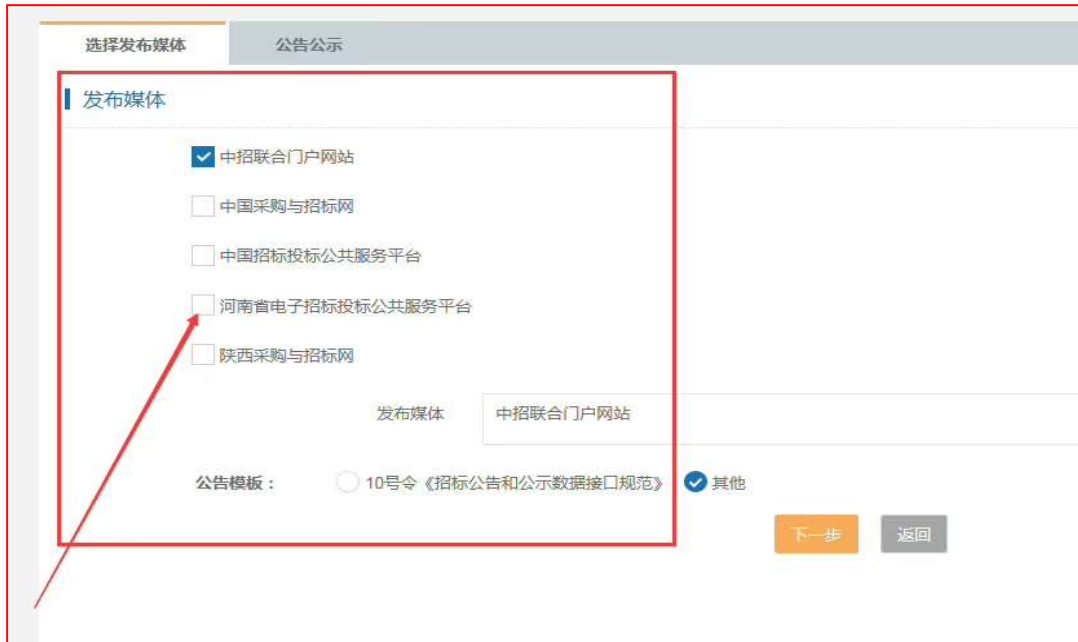 选择发布媒体 公告公示
发布媒体
中招联合门户网站
中国采购与招标网
中国招标投标公共服务平台
河南省电子招标投标公共服务平台
陕西采购与招标网
发布媒体 中招联合门户网站
公告模板： 10号令《招标公告和公示数据接口规范》 其他
下一步 返回